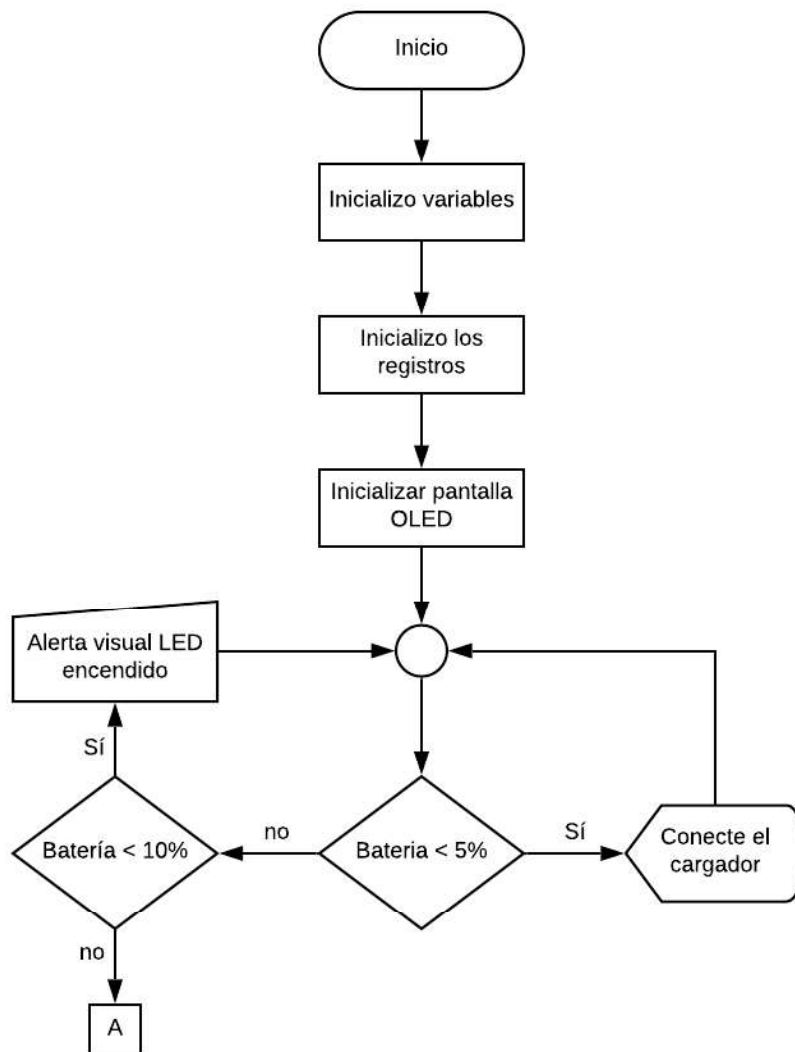 Inicio
Inicializo variables
Inicializo los
registros
Inicializar pantalla
OLED
Alerta visual LED
encendido
Sí
Batería < 10%
no
Bateria < 5%
Sí
Conecte el
cargador
no
A